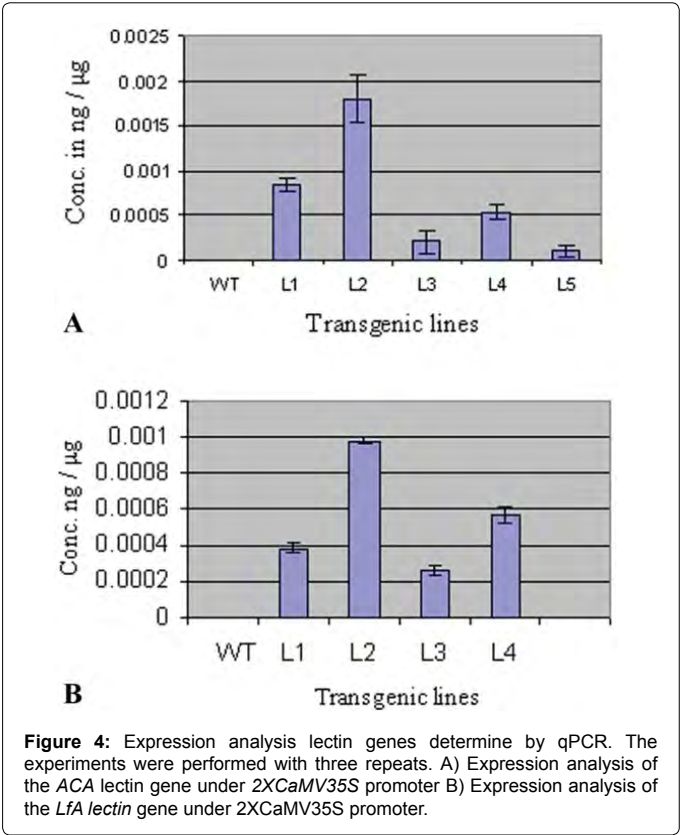 0.0025
0.002
0.0015
0.001
0.0005
0
Conc. in ng / µg
WT L1 L2 L3 L4 L5
A
Transgenic lines
0.0012
0.001
0.0008
0.0006
0.0004
0.0002
0
Conc. ng / µg
WT L1 L2 L3 L4
B
Transgenic lines
Figure 4: Expression analysis lectin genes determine by qPCR. The
experiments were performed with three repeats. A) Expression analysis of
the ACA lectin gene under 2XCaMV35S promoter B) Expression analysis of
the LfA lectin gene under 2XCaMV35S promoter.